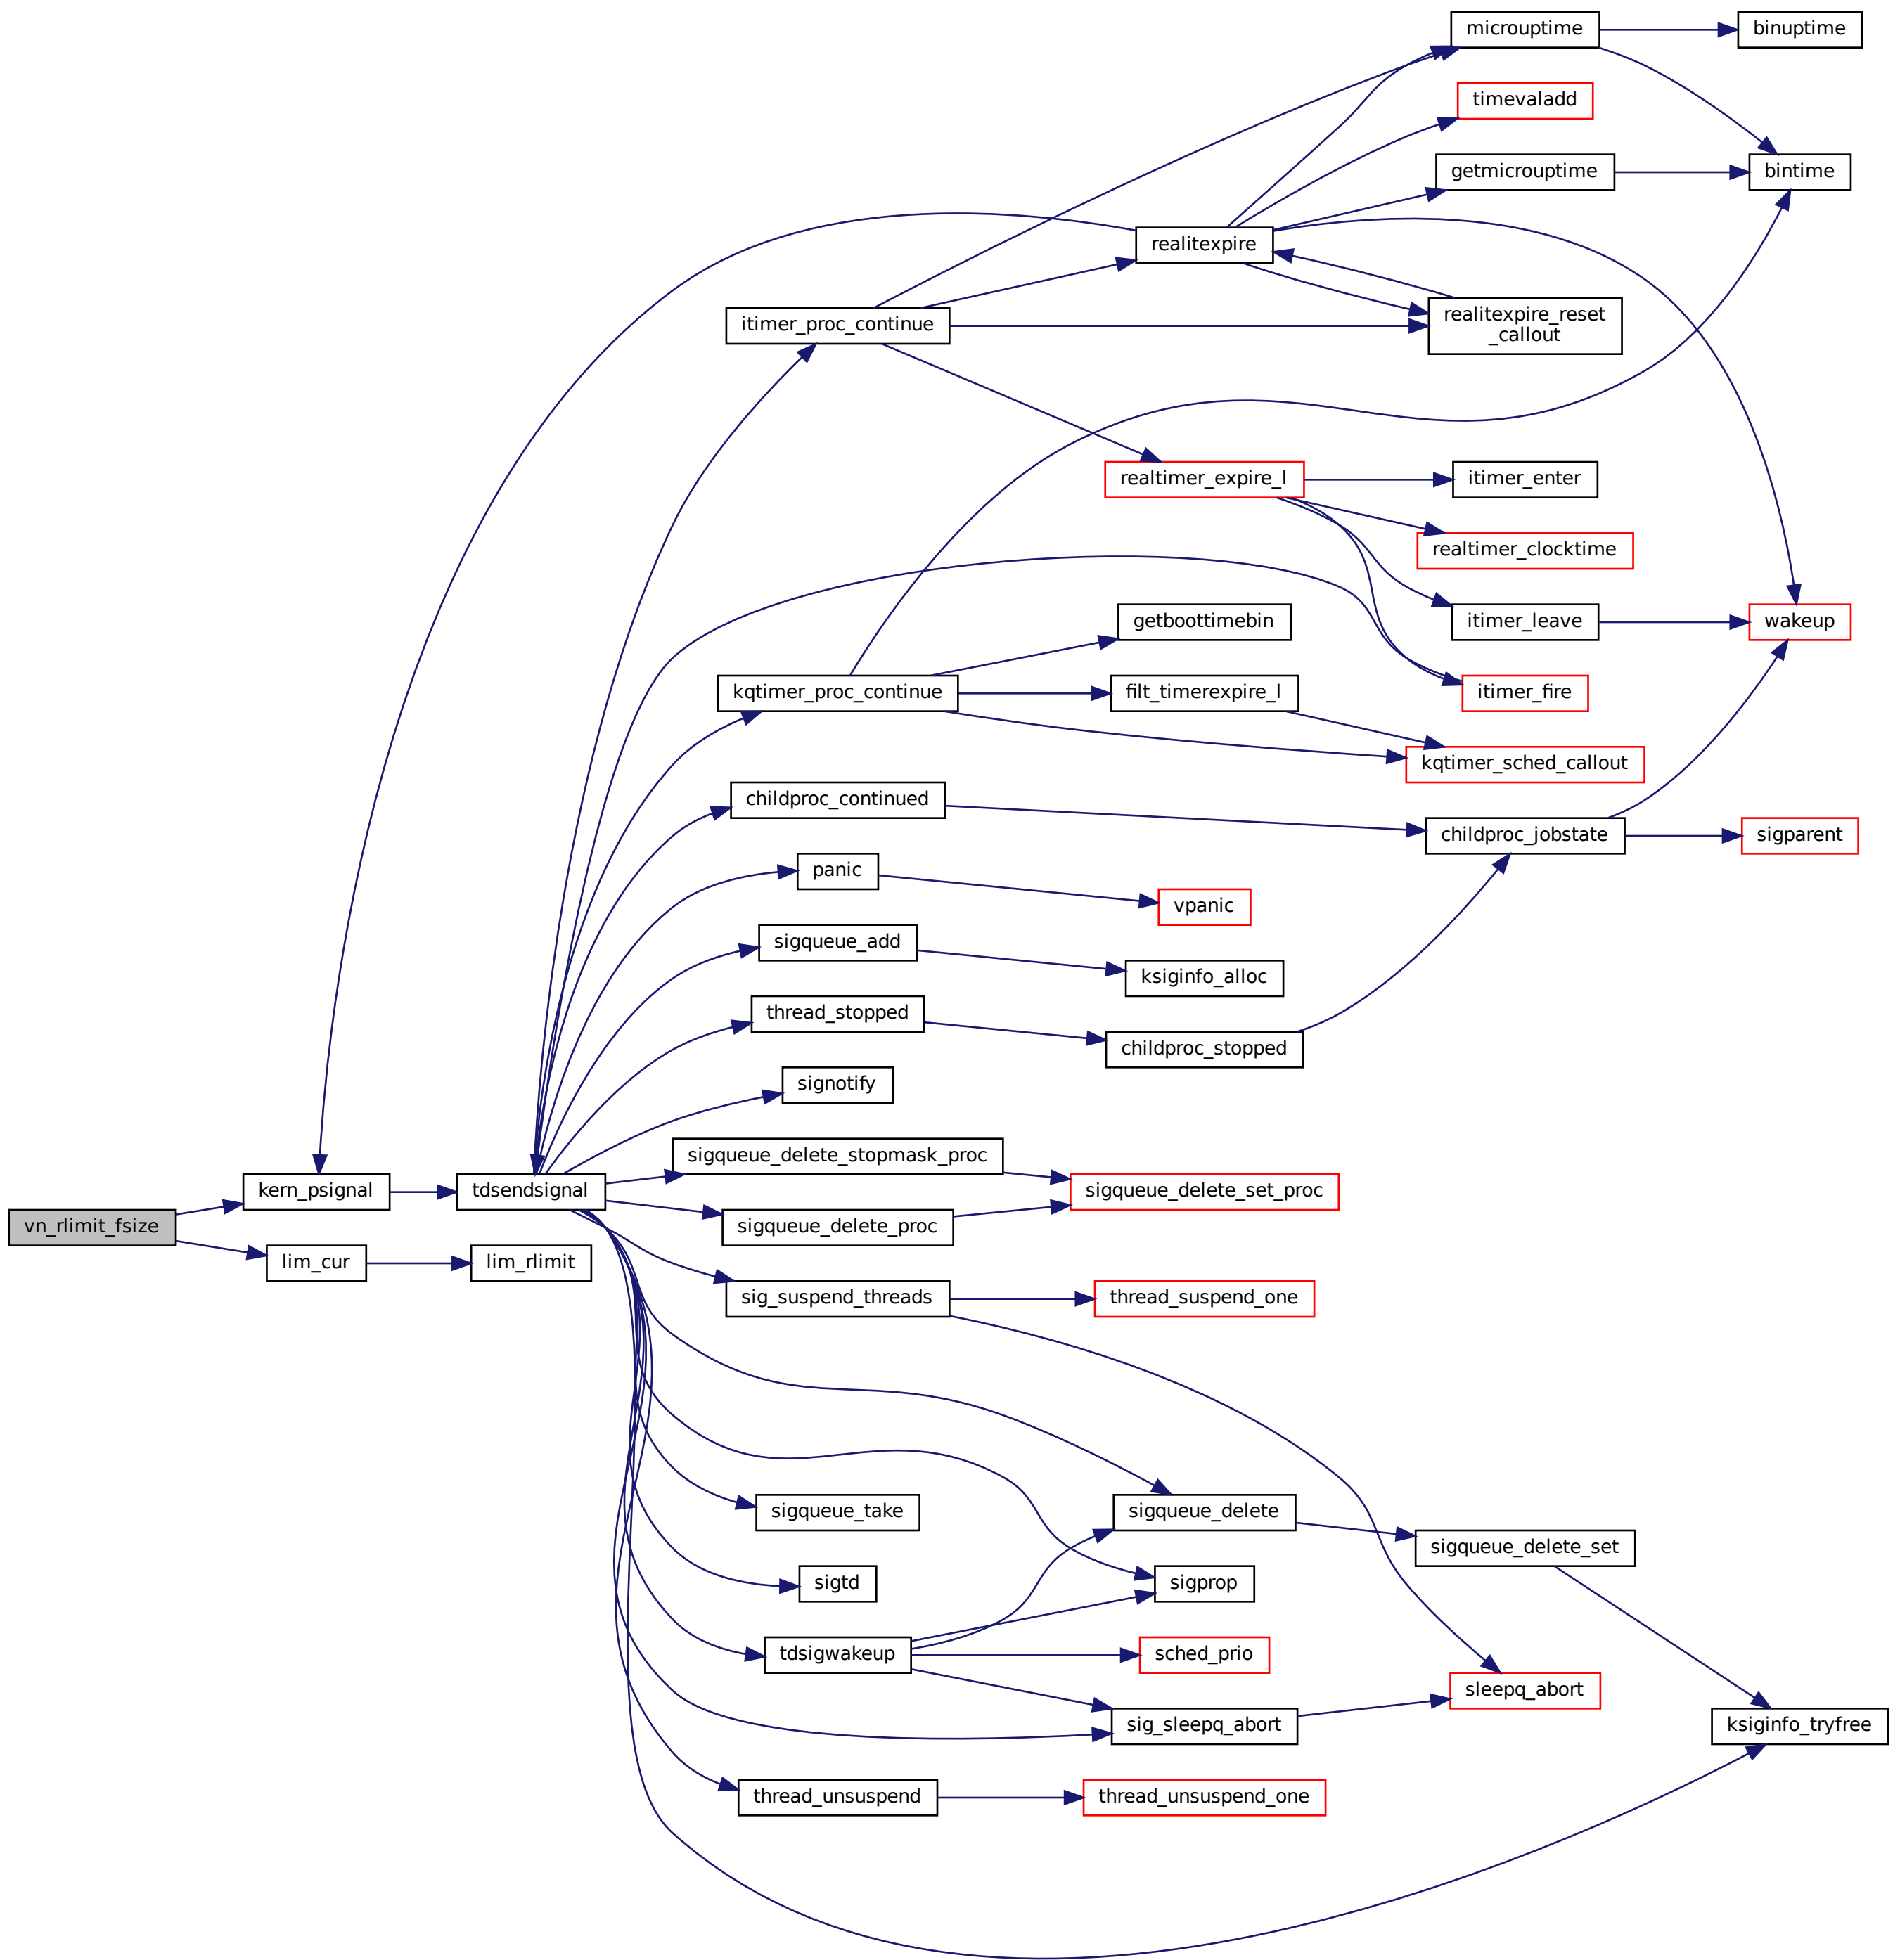 microuptime
binuptime
timevaladd
getmicrouptime
bintime
realitexpire
itimer_proc_continue
realitexpire_reset
_callout
realtimer_expire_l
itimer_enter
realtimer_clocktime
getboottimebin
itimer_leave
wakeup
kqtimer_proc_continue
filt_timerexpire_l
itimer_fire
kqtimer_sched_callout
childproc_continued
childproc_jobstate
sigparent
panic
vpanic
sigqueue_add
ksiginfo_alloc
thread_stopped
childproc_stopped
signotify
sigqueue_delete_stopmask_proc
kern_psignal
tdsendsignal
sigqueue_delete_set_proc
vn_rlimit_fsize
sigqueue_delete_proc
lim_cur
lim_rlimit
sig_suspend_threads
thread_suspend_one
sigqueue_take
sigqueue_delete
sigqueue_delete_set
sigtd
sigprop
tdsigwakeup
sched_prio
sleepq_abort
sig_sleepq_abort
ksiginfo_tryfree
thread_unsuspend
thread_unsuspend_one